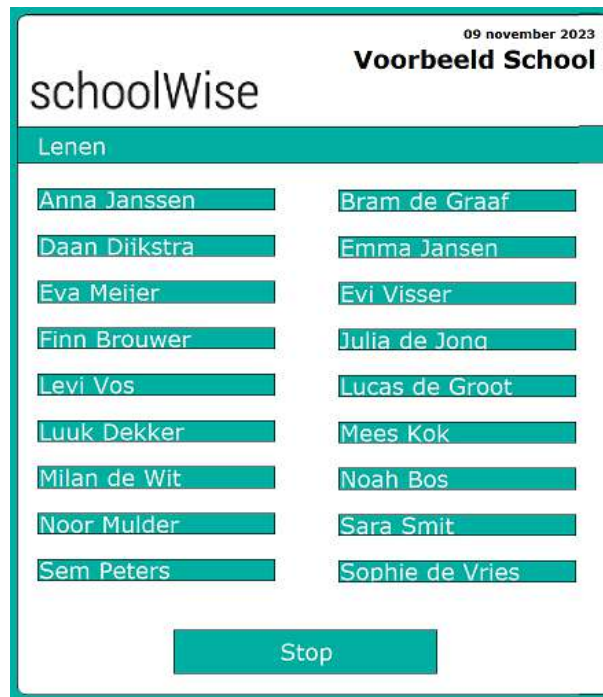 09 november 2023
Voorbeeld School
schoolWise
Lenen
Anna Janssen
Bram de Graaf
Daan Dijkstra
Emma Jansen
Eva Meijer
Evi Visser
Finn Brouwer
Julia de Jong
Levi Vos
Lucas de Groot
Luuk Dekker
Mees Kok
Milan de Wit
Noah Bos
Noor Mulder
Sara Smit
Sem Peters
Sophie de Vries
Stop